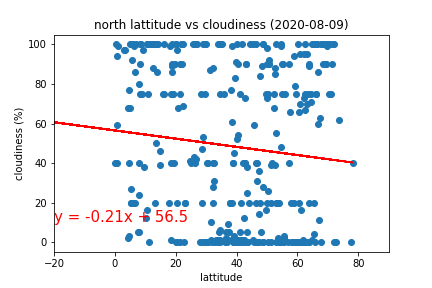 north lattitude vs cloudiness (2020-08-09)
100
80
60
40
20
0
cloudiness (%)
y = -0.21x + 56.5
−20 0 20 40 60 80
lattitude